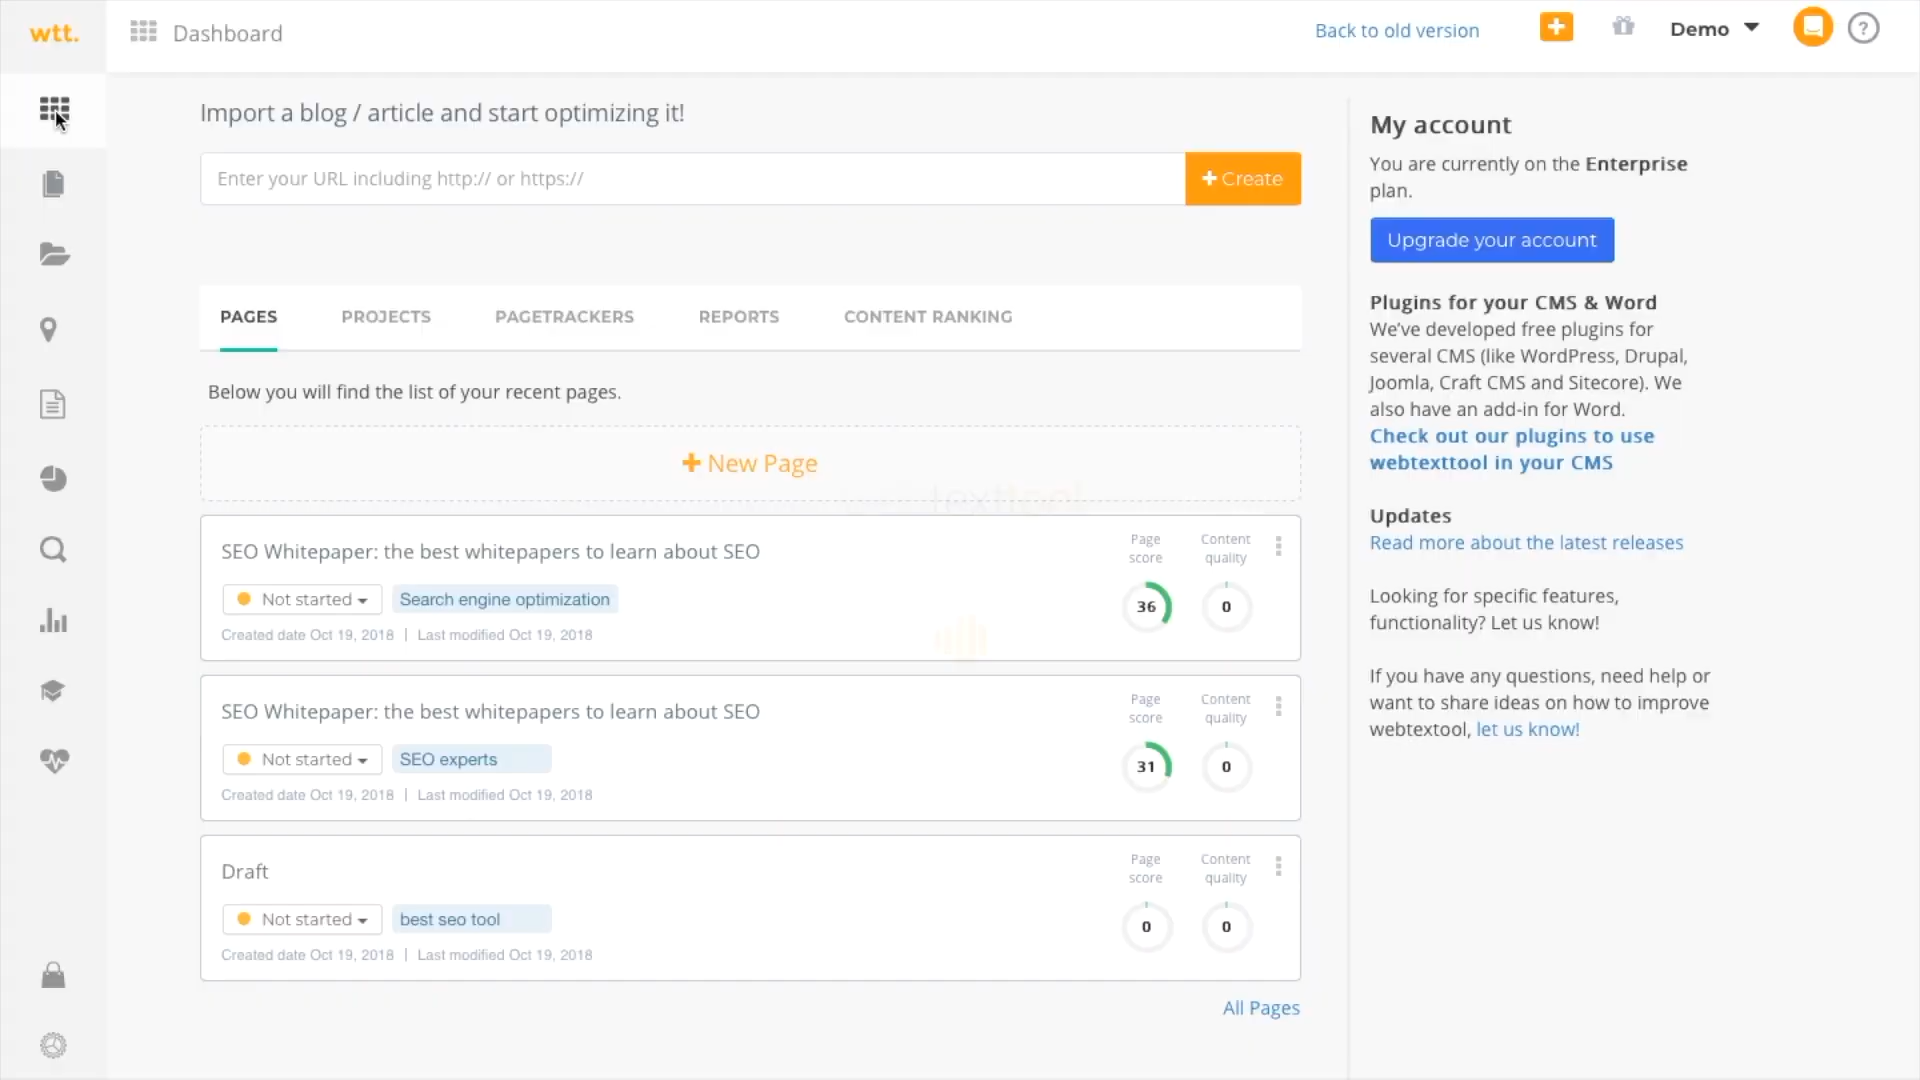 wtt.
Dashboard
Back to old version
Demo
?
Import a blog / article and start optimizing it!
Enter your URL including http:// or https://
+ Create
PAGES
PROJECTS
PAGETRACKERS
REPORTS
CONTENT RANKING
Below you will find the list of your recent pages.
+ New Page
texttool
SEO Whitepaper: the best whitepapers to learn about SEO
Not started
Search engine optimization
Created date Oct 19, 2018 | Last modified Oct 19, 2018
Page
score
36
Content
quality
0
SEO Whitepaper: the best whitepapers to learn about SEO
Not started
SEO experts
Created date Oct 19, 2018 | Last modified Oct 19, 2018
Page
score
31
Content
quality
0
Draft
Not started
best seo tool
Created date Oct 19, 2018 | Last modified Oct 19, 2018
Page
score
0
Content
quality
0
All Pages
My account
You are currently on the Enterprise
plan.
Upgrade your account
Plugins for your CMS & Word
We've developed free plugins for
several CMS (like WordPress, Drupal,
Joomla, Craft CMS and Sitecore). We
also have an add-in for Word.
Check out our plugins to use
webtexttool in your CMS
Updates
Read more about the latest releases
Looking for specific features,
functionality? Let us know!
If you have any questions, need help or
want to share ideas on how to improve
webtexttool, let us know!